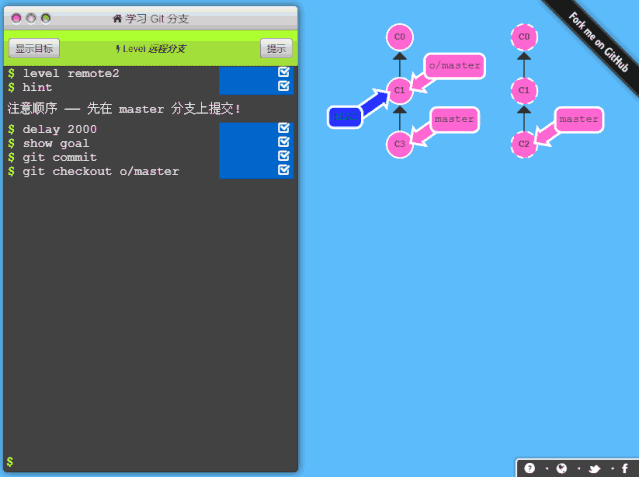 学习 Git 分支
显示目标
Level 远程分支
提示
$ level remote2
$ hint
注意顺序 —— 先在 master 分支上提交!
$ delay 2000
$ show goal
$ git commit
$ git checkout o/master
$
C0
o/master
C1
master
C3
C0
C1
master
C2
Fork me on GitHub